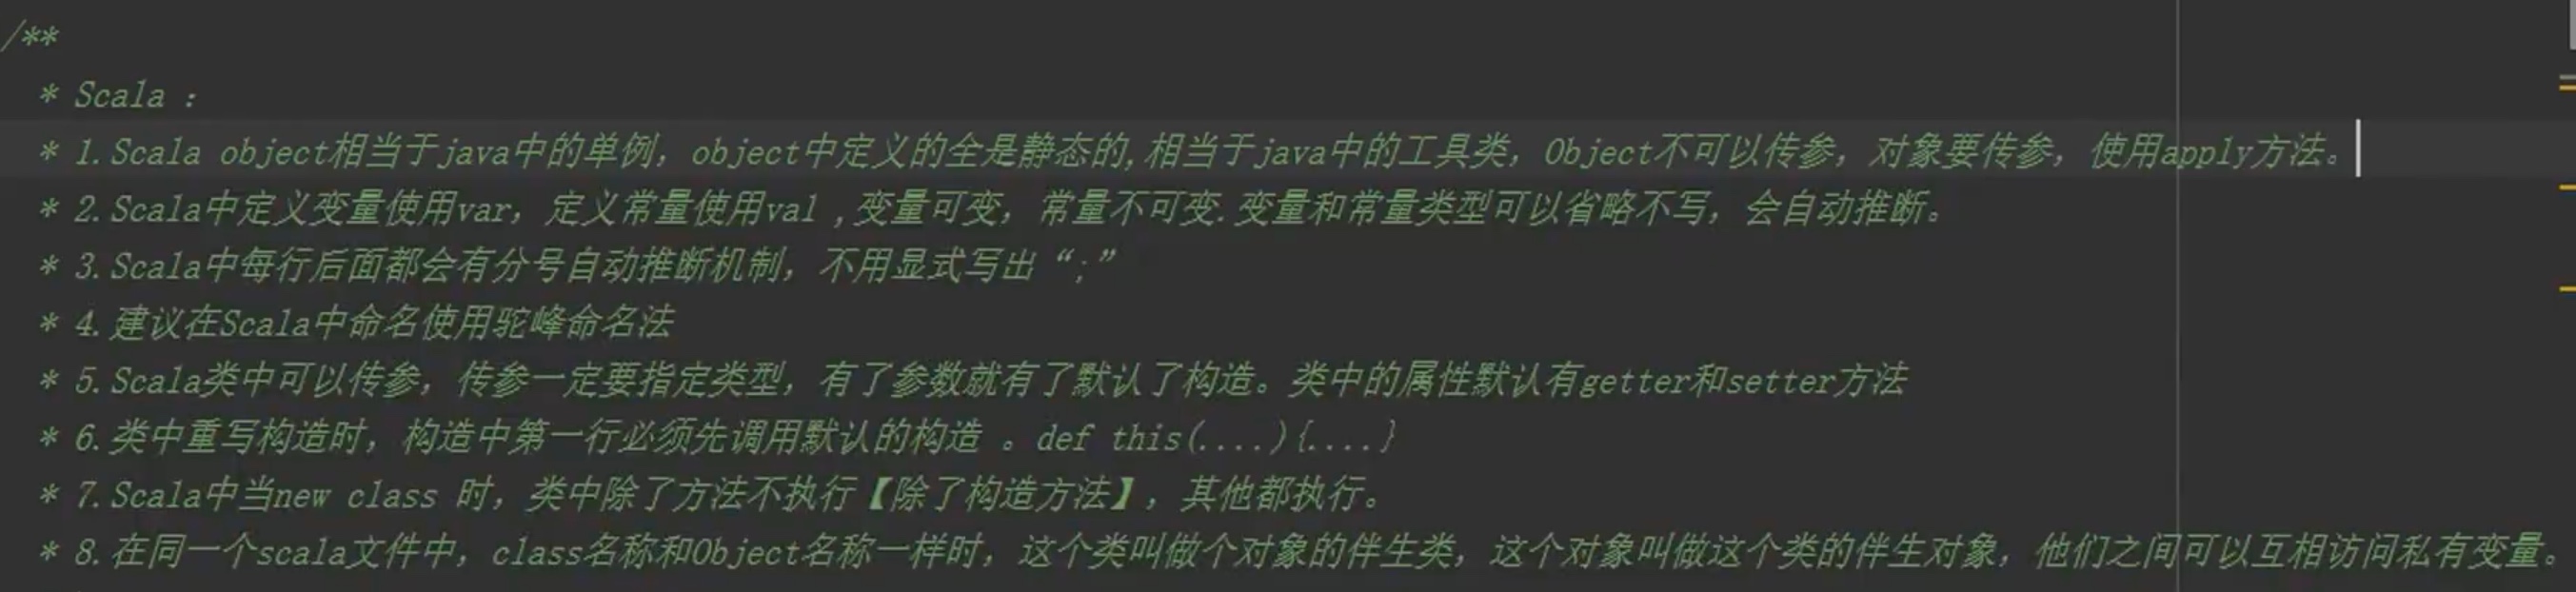 /**
* Scala ：
* 1.Scala object相当于java中的单例，object中定义的全是静态的,相当于java中的工具类，Object不可以传参，对象要传参，使用apply方法。
* 2.Scala中定义变量使用var，定义常量使用val ,变量可变，常量不可变.变量和常量类型可以省略不写，会自动推断。
* 3.Scala中每行后面都会有分号自动推断机制，不用显式写出“;”
* 4.建议在Scala中命名使用驼峰命名法
* 5.Scala类中可以传参，传参一定要指定类型，有了参数就有了默认了构造。类中的属性默认有getter和setter方法
* 6.类中重写构造时，构造中第一行必须先调用默认的构造 。def this(....){....}
* 7.Scala中当new class 时，类中除了方法不执行【除了构造方法】，其他都执行。
* 8.在同一个scala文件中，class名称和Object名称一样时，这个类叫做个对象的伴生类，这个对象叫做这个类的伴生对象，他们之间可以互相访问私有变量。